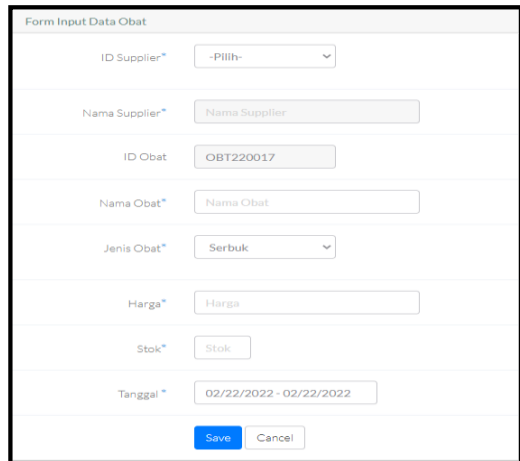 Form Input Data Obat
ID Supplier* -Pilih-
Nama Supplier* Nama Supplier
ID Obat OBT220017
Nama Obat* Nama Obat
Jenis Obat* Serbuk
Harga* Harga
Stok* Stok
Tanggal * 02/22/2022 - 02/22/2022
Save Cancel